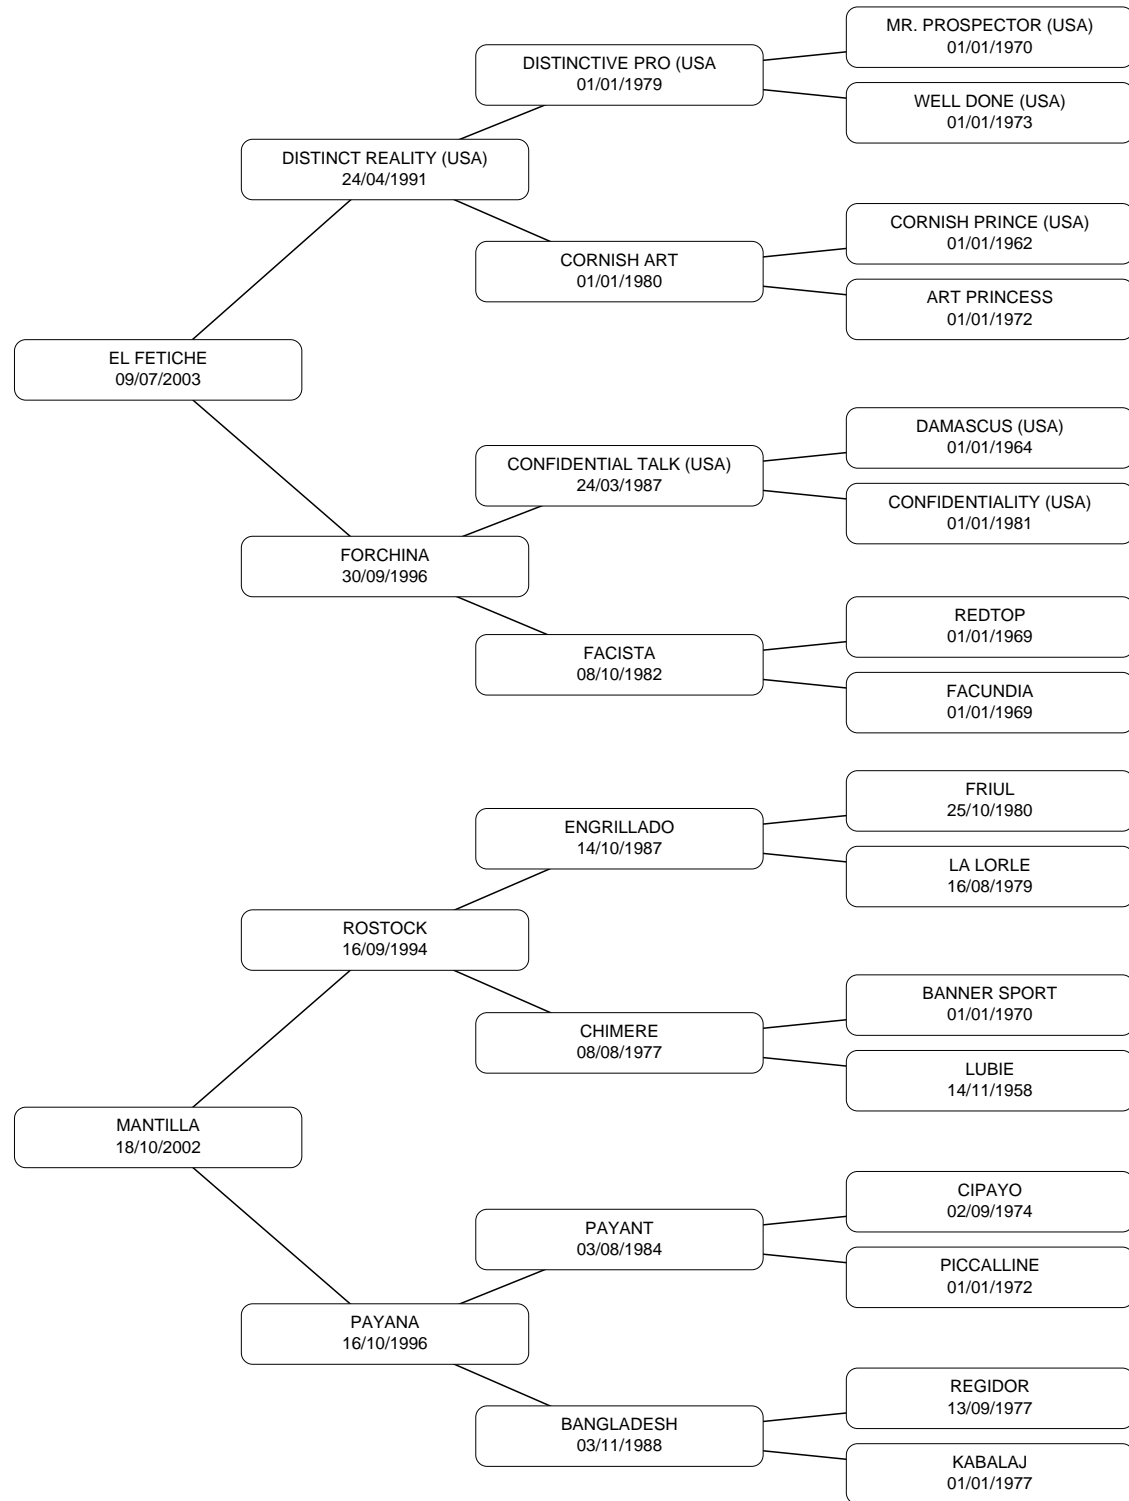 MR. PROSPECTOR (USA)
01/01/1970
DISTINCTIVE PRO (USA
01/01/1979
WELL DONE (USA)
01/01/1973
DISTINCT REALITY (USA)
24/04/1991
CORNISH PRINCE (USA)
01/01/1962
CORNISH ART
01/01/1980
ART PRINCESS
01/01/1972
EL FETICHE
09/07/2003
DAMASCUS (USA)
01/01/1964
CONFIDENTIAL TALK (USA)
24/03/1987
CONFIDENTIALITY (USA)
01/01/1981
FORCHINA
30/09/1996
REDTOP
01/01/1969
FACISTA
08/10/1982
FACUNDIA
01/01/1969
FRIUL
25/10/1980
ENGRILLADO
14/10/1987
LA LORLE
16/08/1979
ROSTOCK
16/09/1994
BANNER SPORT
01/01/1970
CHIMERE
08/08/1977
LUBIE
14/11/1958
MANTILLA
18/10/2002
CIPAYO
02/09/1974
PAYANT
03/08/1984
PICCALLINE
01/01/1972
PAYANA
16/10/1996
REGIDOR
13/09/1977
BANGLADESH
03/11/1988
KABALAJ
01/01/1977